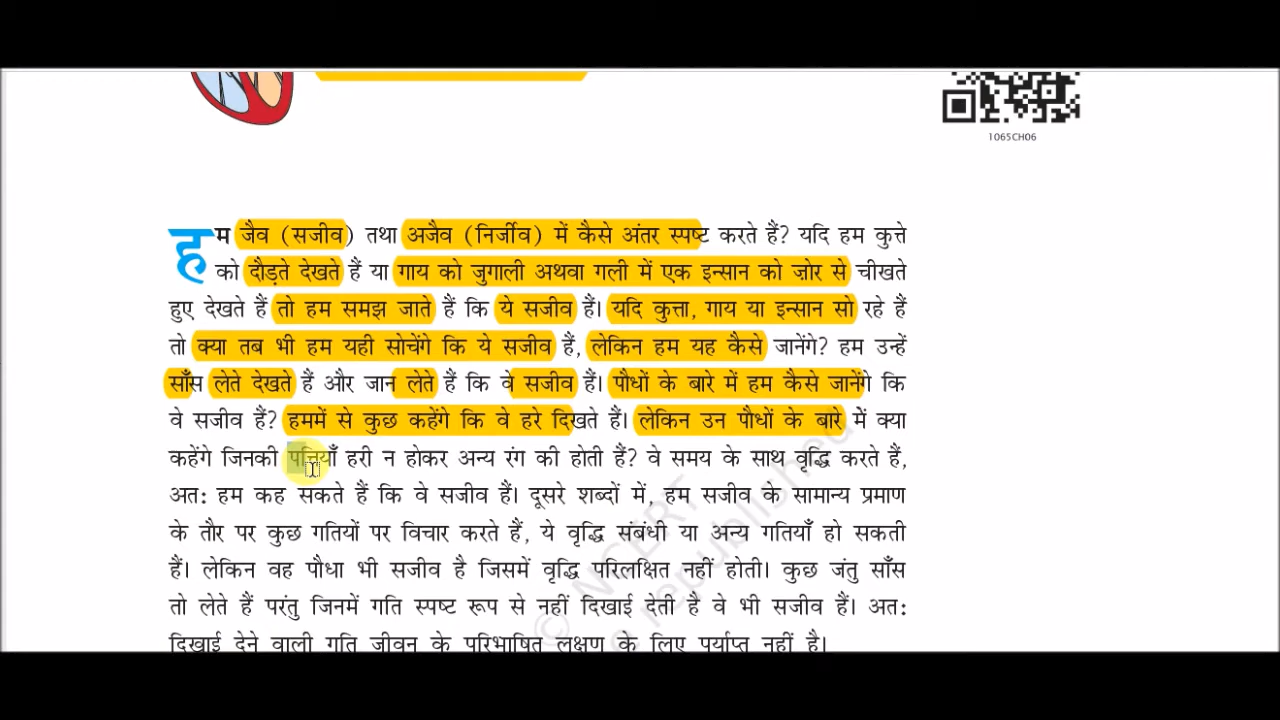 1065CH06
हम जैव (सजीव) तथा अजैव (निर्जीव) में कैसे अंतर स्पष्ट करते हैं? यदि हम कुत्ते
को दौड़ते देखते हैं या गाय को जुगाली अथवा गली में एक इन्सान को ज़ोर से चीखते
हुए देखते हैं तो हम समझ जाते हैं कि ये सजीव हैं। यदि कुत्ता, गाय या इन्सान सो रहे हैं
तो क्या तब भी हम यही सोचेंगे कि ये सजीव हैं, लेकिन हम यह कैसे जानेंगे? हम उन्हें
साँस लेते देखते हैं और जान लेते हैं कि वे सजीव हैं। पौधों के बारे में हम कैसे जानेंगे कि
वे सजीव हैं? हममें से कुछ कहेंगे कि वे हरे दिखते हैं। लेकिन उन पौधों के बारे में क्या
कहेंगे जिनकी पत्तियाँ हरी न होकर अन्य रंग की होती हैं? वे समय के साथ वृद्धि करते हैं,
अतः हम कह सकते हैं कि वे सजीव हैं। दूसरे शब्दों में, हम सजीव के सामान्य प्रमाण
के तौर पर कुछ गतियों पर विचार करते हैं, ये वृद्धि संबंधी या अन्य गतियाँ हो सकती
हैं। लेकिन वह पौधा भी सजीव है जिसमें वृद्धि परिलक्षित नहीं होती। कुछ जंतु साँस
तो लेते हैं परंतु जिनमें गति स्पष्ट रूप से नहीं दिखाई देती है वे भी सजीव हैं। अतः
दिखाई देने वाली गति जीवन के परिभाषित लक्षण के लिए पर्याप्त नहीं है।
© NCERT
republished